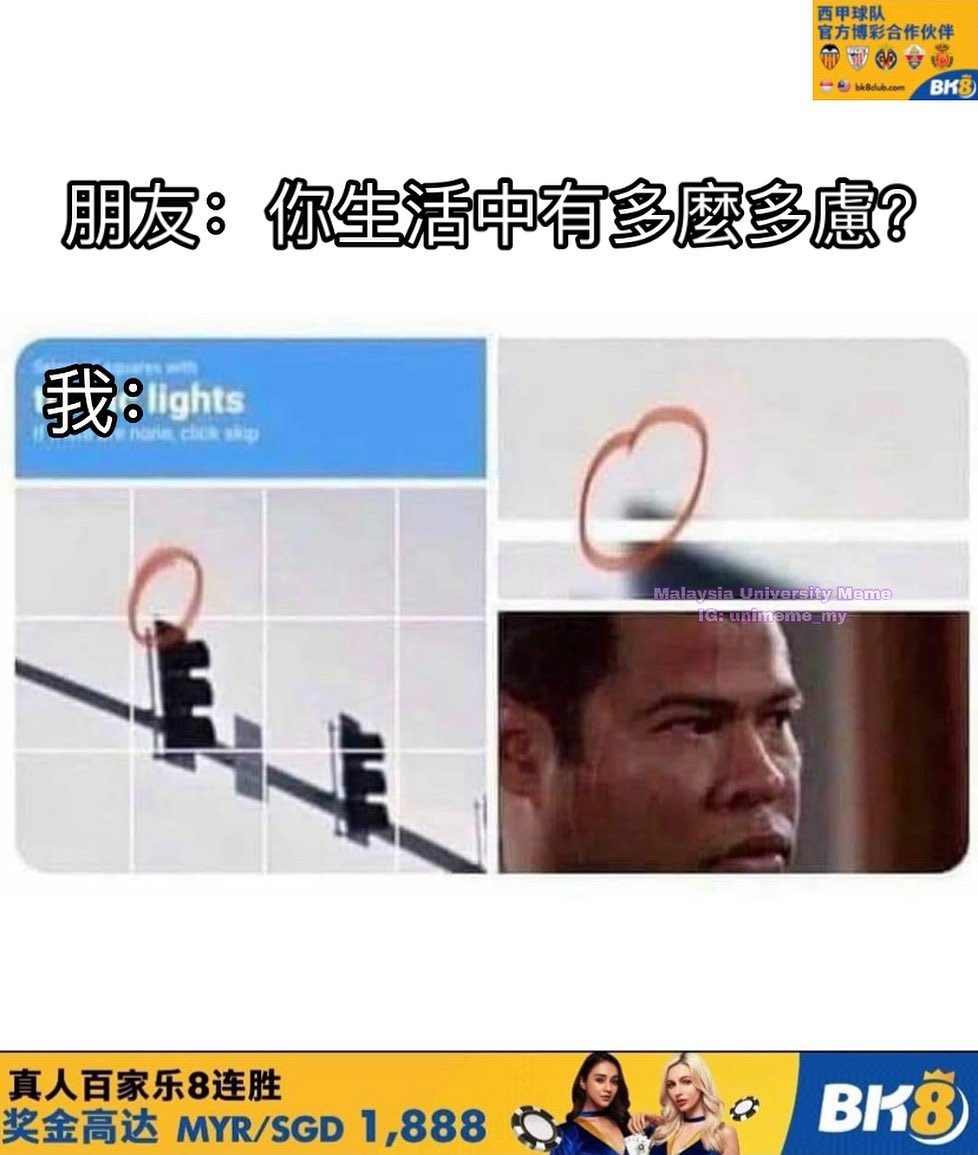 西甲球队
官方博彩合作伙伴
bk8club.com
BK8
朋友：你生活中有多麼多慮？
squares with
我：
lights
none, click skip
Malaysia University Meme
IG: unimeme_my
真人百家乐8连胜
奖金高达 MYR/SGD 1,888
BK8